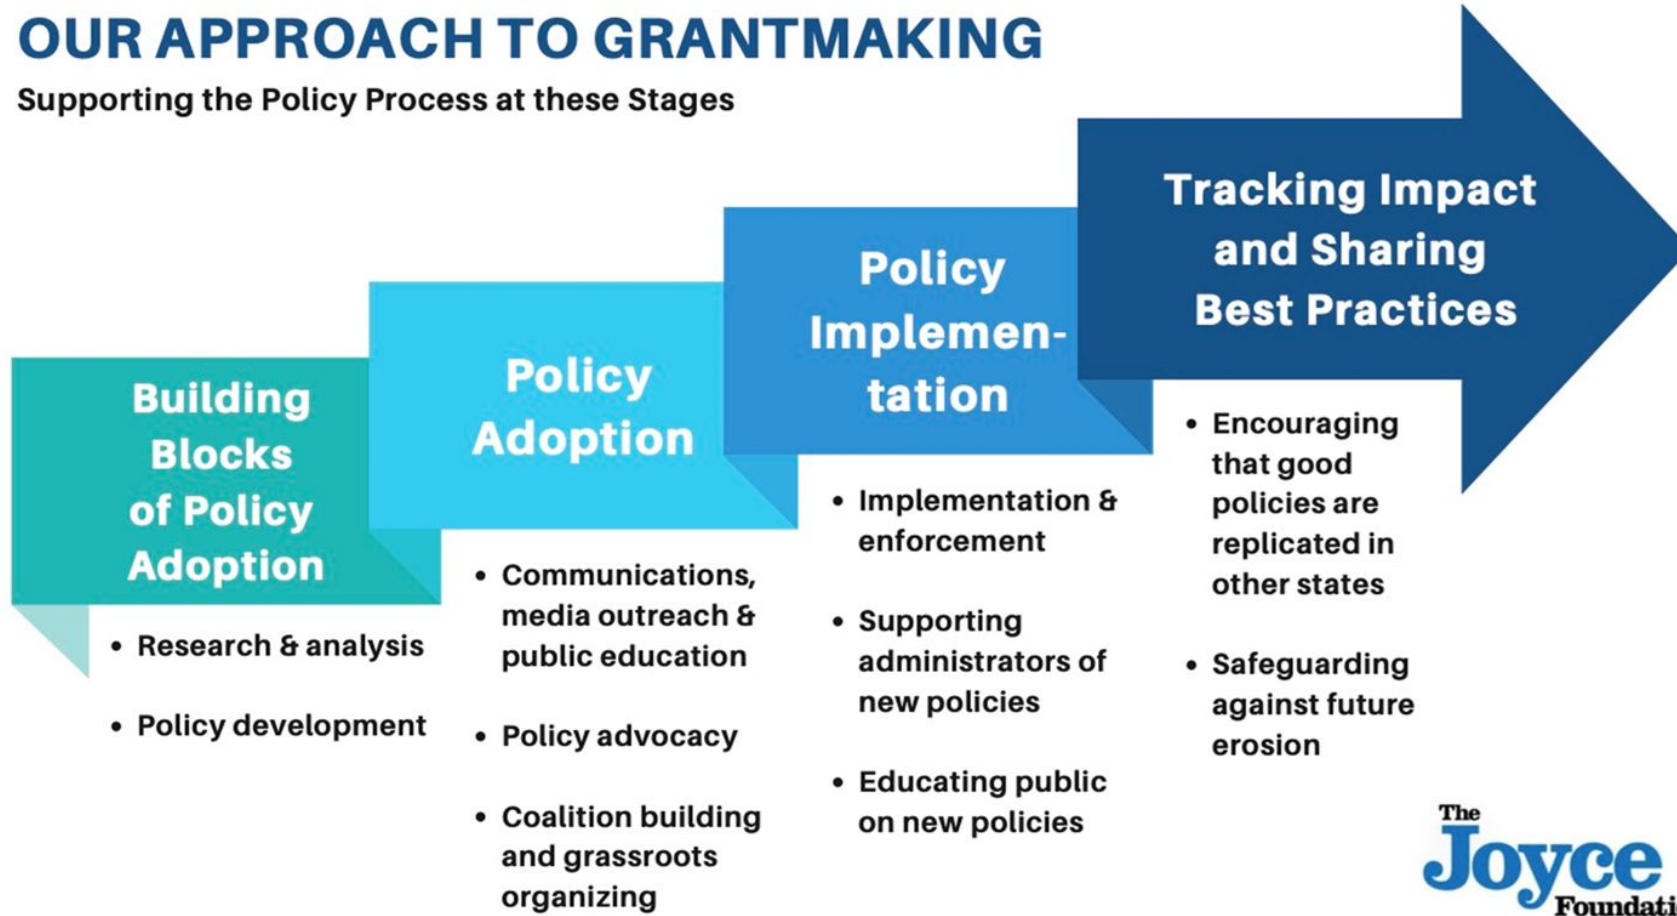 OUR APPROACH TO GRANTMAKING
Supporting the Policy Process at these Stages
Building
Blocks
of Policy
Adoption
• Research & analysis
• Policy development
Policy
Adoption
• Communications,
media outreach &
public education
• Policy advocacy
• Coalition building
and grassroots
organizing
Policy
Implemen-
tation
• Implementation &
enforcement
• Supporting
administrators of
new policies
• Educating public
on new policies
Tracking Impact
and Sharing
Best Practices
• Encouraging
that good
policies are
replicated in
other states
• Safeguarding
against future
erosion
The
Joyce
Foundati